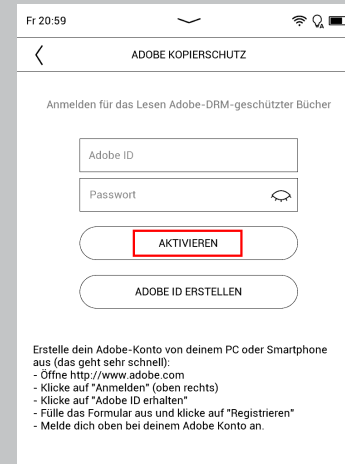 Fr 20:59
ADOBE KOPIERSCHUTZ
Anmelden für das Lesen Adobe-DRM-geschützter Bücher
Adobe ID
Passwort
AKTIVIEREN
ADOBE ID ERSTELLEN
Erstelle dein Adobe-Konto von deinem PC oder Smartphone
aus (das geht sehr schnell):
- Öffne http://www.adobe.com
- Klicke auf "Anmelden" (oben rechts)
- Klicke auf "Adobe ID erhalten"
- Fülle das Formular aus und klicke auf "Registrieren"
- Melde dich oben bei deinem Adobe Konto an.